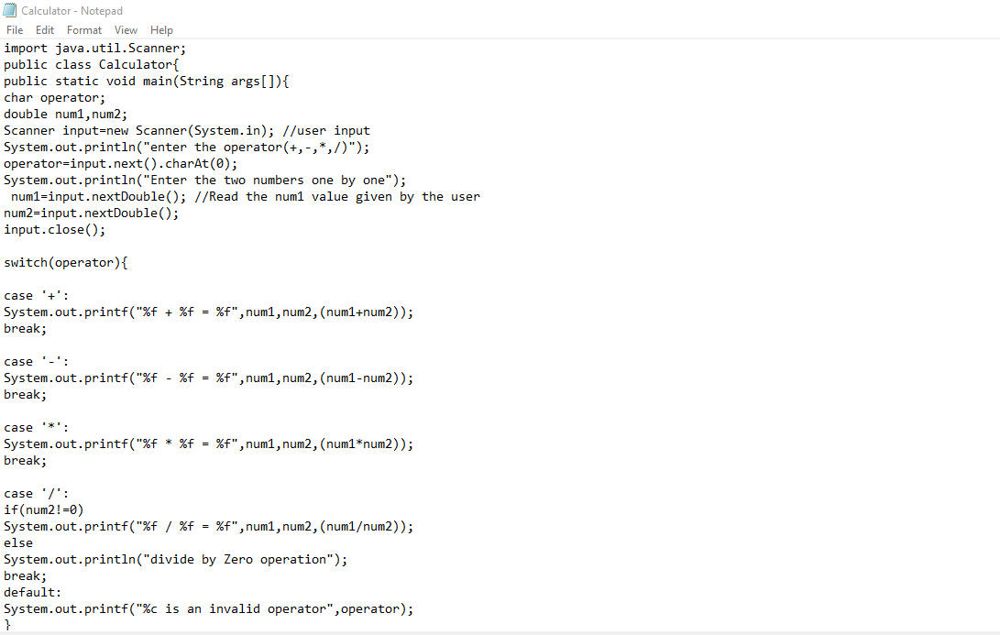 Calculator - Notepad
File Edit Format View Help
import java.util.Scanner;
public class Calculator{
public static void main(String args[]){
char operator;
double num1,num2;
Scanner input=new Scanner(System.in); //user input
System.out.println("enter the operator(+,-,*,/)");
operator=input.next().charAt(0);
System.out.println("Enter the two numbers one by one");
 num1=input.nextDouble(); //Read the num1 value given by the user
num2=input.nextDouble();
input.close();

switch(operator){

case '+':
System.out.printf("%f + %f = %f",num1,num2,(num1+num2));
break;

case '-':
System.out.printf("%f - %f = %f",num1,num2,(num1-num2));
break;

case '*':
System.out.printf("%f * %f = %f",num1,num2,(num1*num2));
break;

case '/':
if(num2!=0)
System.out.printf("%f / %f = %f",num1,num2,(num1/num2));
else
System.out.println("divide by Zero operation");
break;
default:
System.out.printf("%c is an invalid operator",operator);
}